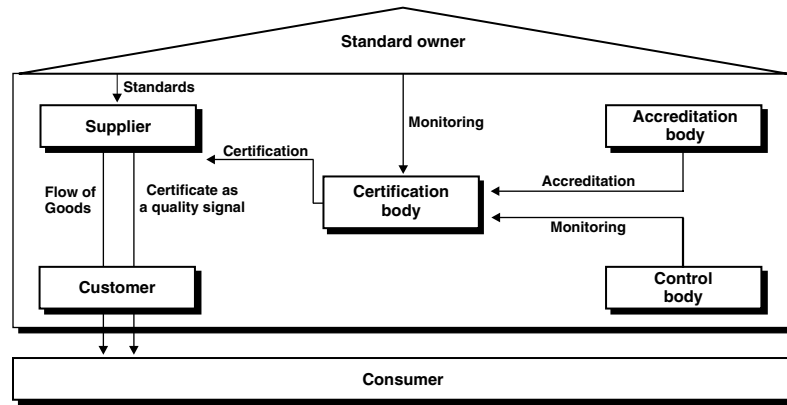 Standard owner
Standards
Supplier
Monitoring
Accreditation
body
Certification
Flow of
Goods
Certificate as
a quality signal
Certification
body
Accreditation
Monitoring
Customer
Control
body
Consumer